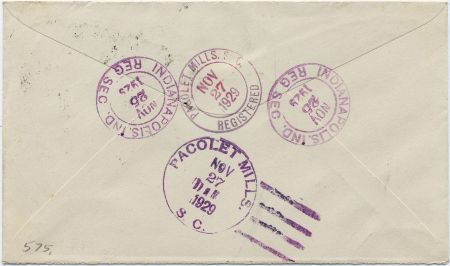 INDIANAPOLIS, IND.
NOV
26
1929
REG SEC
PACOLET MILLS, S.C.
NOV
27
1929
REGISTERED
INDIANAPOLIS, IND.
NOV
26
1929
REG SEC
PACOLET MILLS.
NOV
27
1929
S. C.
575.